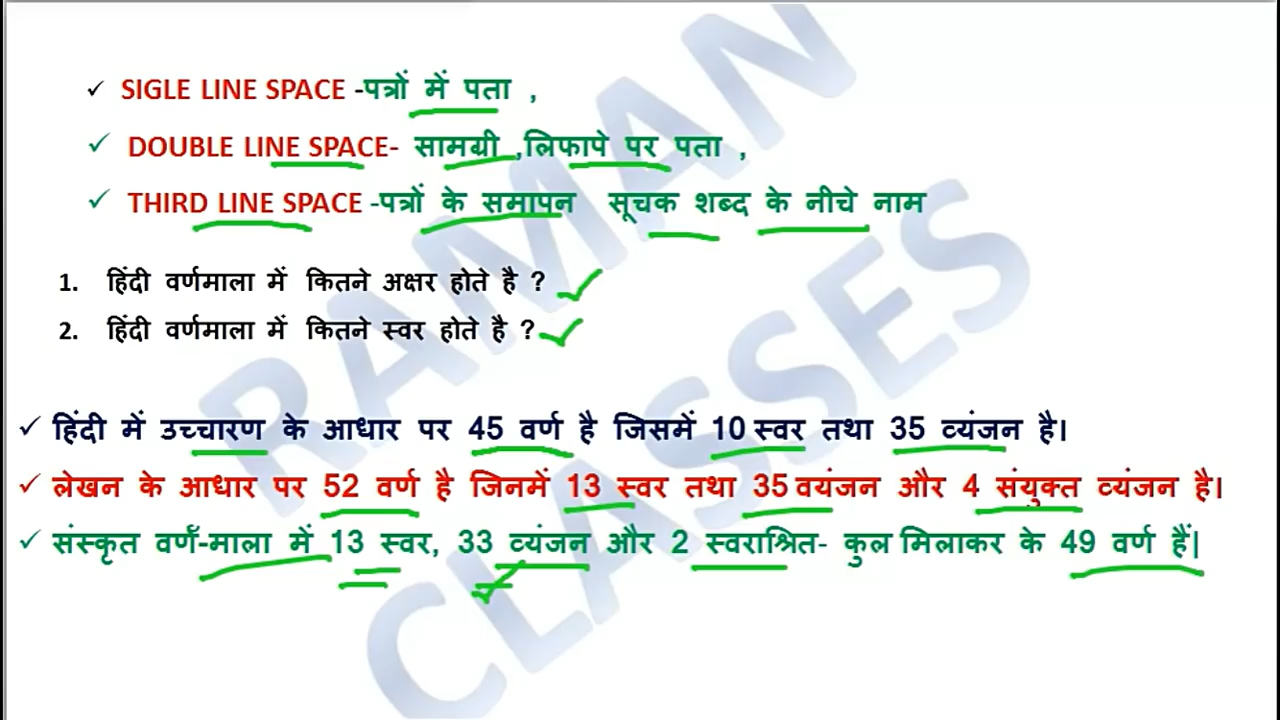 ✓ SIGLE LINE SPACE -पत्रों में पता ,
✓ DOUBLE LINE SPACE- सामग्री ,लिफापे पर पता ,
✓ THIRD LINE SPACE -पत्रों के समापन सूचक शब्द के नीचे नाम
1. हिंदी वर्णमाला में कितने अक्षर होते है ?
2. हिंदी वर्णमाला में कितने स्वर होते है ?
✓ हिंदी में उच्चारण के आधार पर 45 वर्ण है जिसमें 10 स्वर तथा 35 व्यंजन है।
✓ लेखन के आधार पर 52 वर्ण है जिनमें 13 स्वर तथा 35 वयंजन और 4 संयुक्त व्यंजन है।
✓ संस्कृत वर्णँ-माला में 13 स्वर, 33 व्यंजन और 2 स्वराश्रित- कुल मिलाकर के 49 वर्ण हैं|
RAMAN
CLASSES